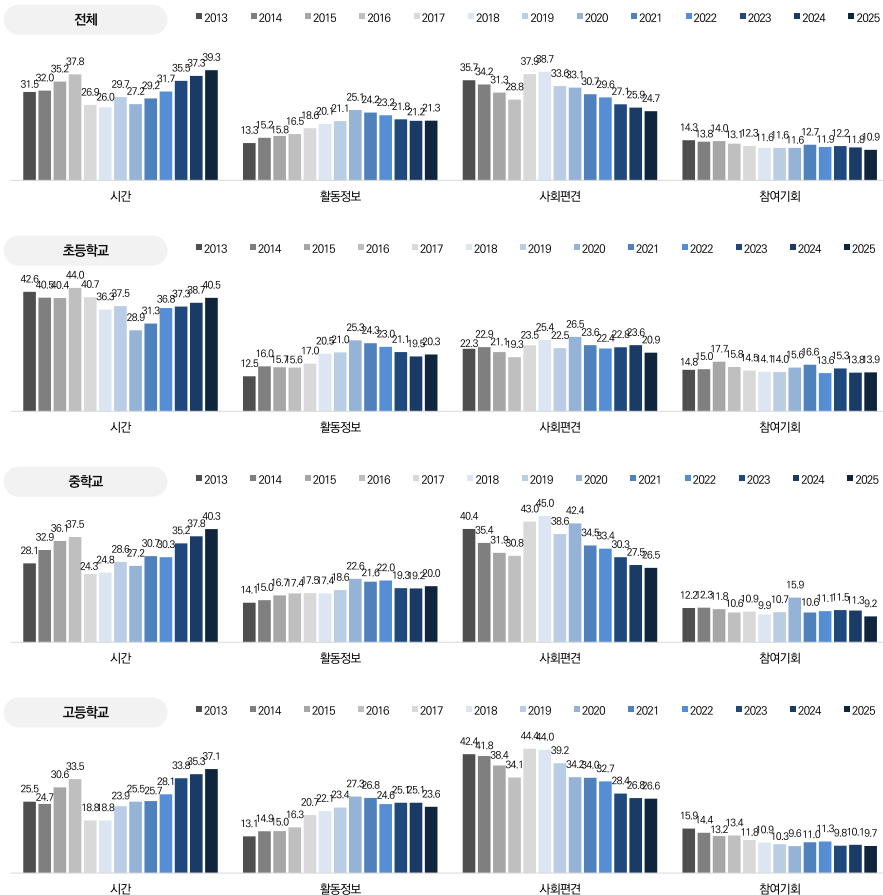 전체
2013 2014 2015 2016 2017 2018 2019 2020 2021 2022 2023 2024 2025
31.5 32.0 35.2 37.8 26.9 26.0 29.7 27.2 29.2 31.7 35.5 37.3 39.3
13.3 15.2 15.8 16.5 18.6 20.1 21.1 25.1 24.2 23.2 21.8 21.2 21.3
35.7 34.2 31.3 28.8 37.9 38.7 33.6 33.1 30.7 29.6 27.1 25.9 24.7
14.3 13.8 14.0 13.1 12.3 11.6 11.6 11.6 12.7 11.9 12.2 11.8 10.9
시간 활동정보 사회편견 참여기회
초등학교
2013 2014 2015 2016 2017 2018 2019 2020 2021 2022 2023 2024 2025
42.6 40.5 40.4 44.0 40.7 36.3 37.5 28.9 31.3 36.8 37.3 38.7 40.5
12.5 16.0 15.7 15.6 17.0 20.5 21.0 25.3 24.3 23.0 21.1 19.5 20.3
22.3 22.9 21.1 19.3 23.5 25.4 22.5 26.5 23.6 22.4 22.8 23.6 20.9
14.8 15.0 17.7 15.8 14.5 14.1 14.0 15.6 16.6 13.6 15.3 13.8 13.9
시간 활동정보 사회편견 참여기회
중학교
2013 2014 2015 2016 2017 2018 2019 2020 2021 2022 2023 2024 2025
28.1 32.9 36.1 37.5 24.3 24.8 28.6 27.2 30.7 30.3 35.2 37.8 40.3
14.1 15.0 16.7 17.4 17.5 17.4 18.6 22.6 21.6 22.0 19.3 19.2 20.0
40.4 35.4 31.9 30.8 43.0 45.0 38.6 42.4 34.5 33.4 30.3 27.5 26.5
12.2 12.3 11.8 10.6 10.9 9.9 10.7 15.9 10.6 11.1 11.5 11.3 9.2
시간 활동정보 사회편견 참여기회
고등학교
2013 2014 2015 2016 2017 2018 2019 2020 2021 2022 2023 2024 2025
25.5 24.7 30.6 33.5 18.8 18.8 23.9 25.5 25.7 28.1 33.8 35.3 37.1
13.1 14.9 15.0 16.3 20.7 22.1 23.4 27.3 26.8 24.6 25.1 25.1 23.6
42.4 41.8 38.4 34.1 44.4 44.0 39.2 34.2 34.0 32.7 28.4 26.8 26.6
15.9 14.4 13.2 13.4 11.8 10.9 10.3 9.6 11.0 11.3 9.8 10.1 9.7
시간 활동정보 사회편견 참여기회